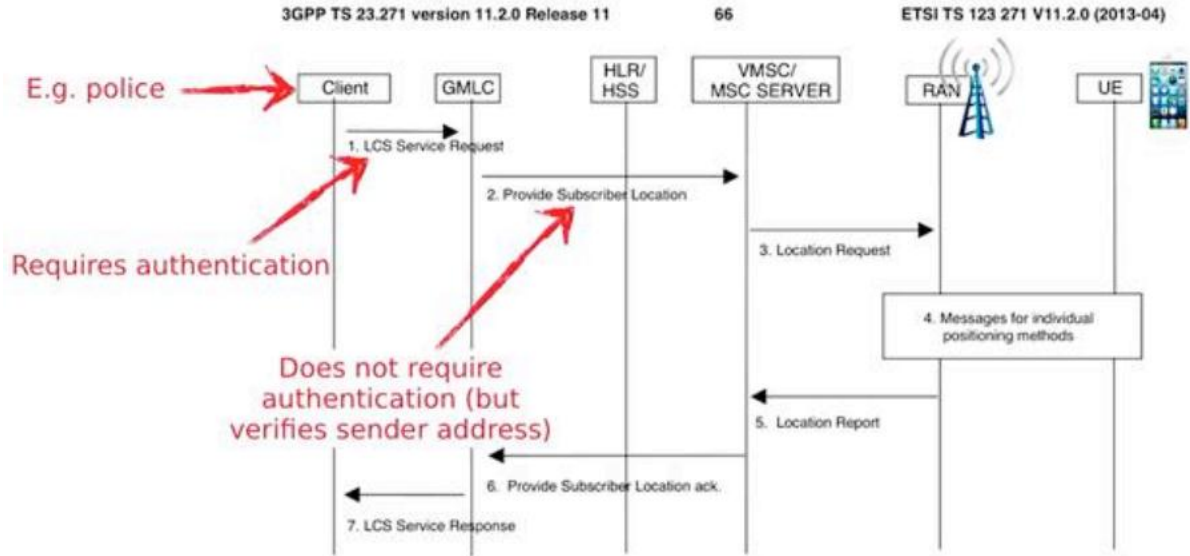 3GPP TS 23.271 version 11.2.0 Release 11 66 ETSI TS 123 271 V11.2.0 (2013-04)
E.g. police
Client
GMLC
HLR/
HSS
VMSC/
MSC SERVER
RAN
UE
1. LCS Service Request
2. Provide Subscriber Location
Requires authentication
3. Location Request
4. Messages for individual
positioning methods
Does not require
authentication (but
verifies sender address)
5. Location Report
6. Provide Subscriber Location ack.
7. LCS Service Response